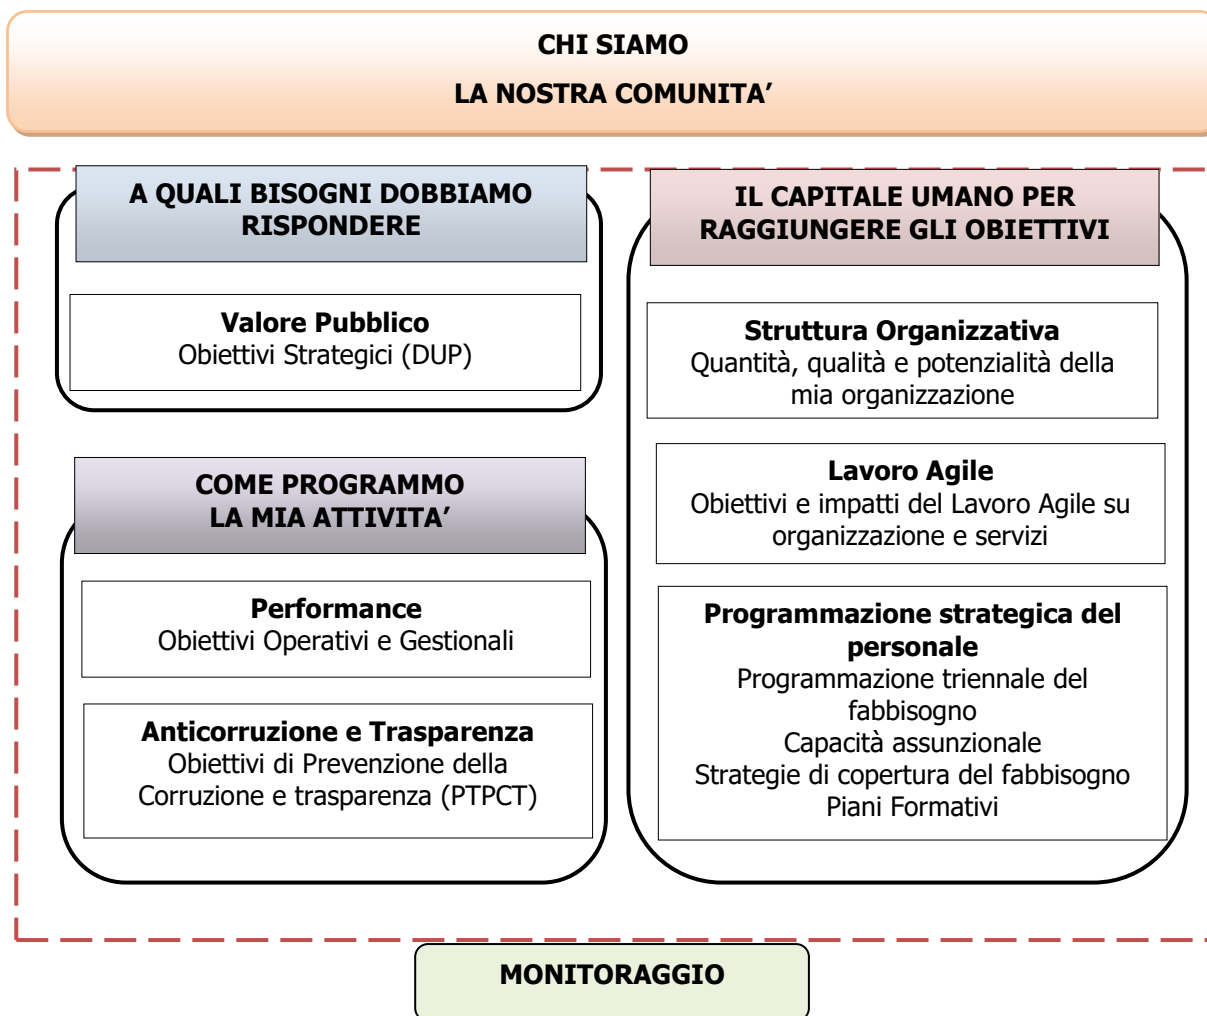 CHI SIAMO
LA NOSTRA COMUNITA’
A QUALI BISOGNI DOBBIAMO
RISPONDERE
Valore Pubblico
Obiettivi Strategici (DUP)
COME PROGRAMMO
LA MIA ATTIVITA’
Performance
Obiettivi Operativi e Gestionali
Anticorruzione e Trasparenza
Obiettivi di Prevenzione della
Corruzione e trasparenza (PTPCT)
IL CAPITALE UMANO PER
RAGGIUNGERE GLI OBIETTIVI
Struttura Organizzativa
Quantità, qualità e potenzialità della
mia organizzazione
Lavoro Agile
Obiettivi e impatti del Lavoro Agile su
organizzazione e servizi
Programmazione strategica del
personale
Programmazione triennale del
fabbisogno
Capacità assunzionale
Strategie di copertura del fabbisogno
Piani Formativi
MONITORAGGIO